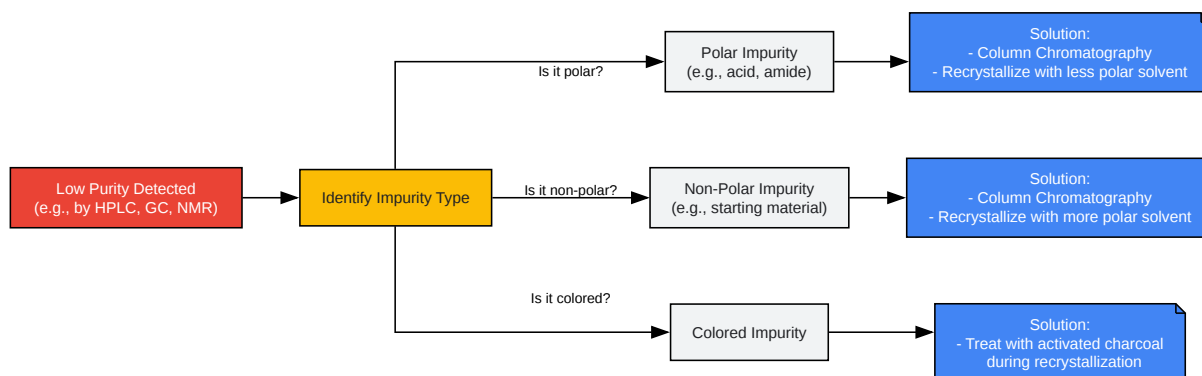 Is it polar?
Polar Impurity
(e.g., acid, amide)
Solution:
- Column Chromatography
- Recrystallize with less polar solvent
Low Purity Detected
(e.g., by HPLC, GC, NMR)
Identify Impurity Type
Is it non-polar?
Non-Polar Impurity
(e.g., starting material)
Solution:
- Column Chromatography
- Recrystallize with more polar solvent
Is it colored?
Colored Impurity
Solution:
- Treat with activated charcoal
during recrystallization